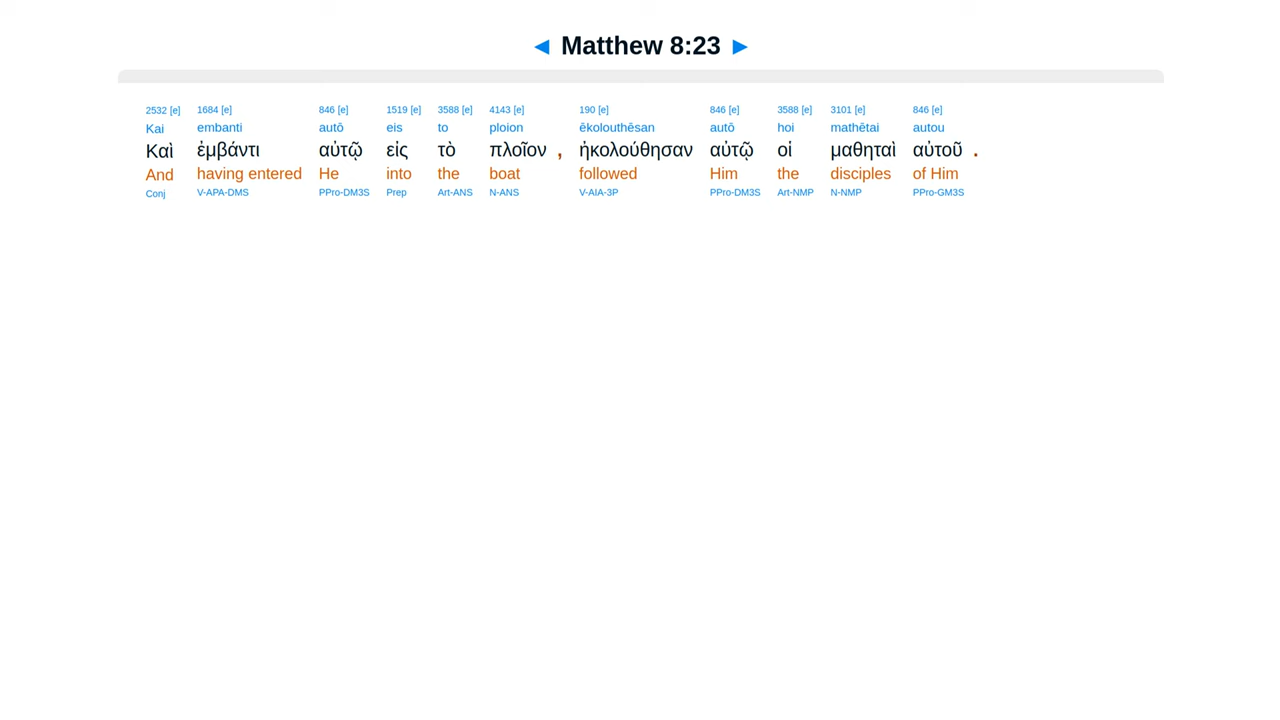 ◄ Matthew 8:23 ►
2532 [e] 1684 [e] 846 [e] 1519 [e] 3588 [e] 4143 [e] 190 [e] 846 [e] 3588 [e] 3101 [e] 846 [e]
Kai embanti autō eis to ploion ēkolouthēsan autō hoi mathētai autou
Καὶ ἐμβάντι αὐτῷ εἰς τὸ πλοῖον , ἠκολούθησαν αὐτῷ οἱ μαθηταὶ αὐτοῦ .
And having entered He into the boat followed Him the disciples of Him
Conj V-APA-DMS PPro-DM3S Prep Art-ANS N-ANS V-AIA-3P PPro-DM3S Art-NMP N-NMP PPro-GM3S